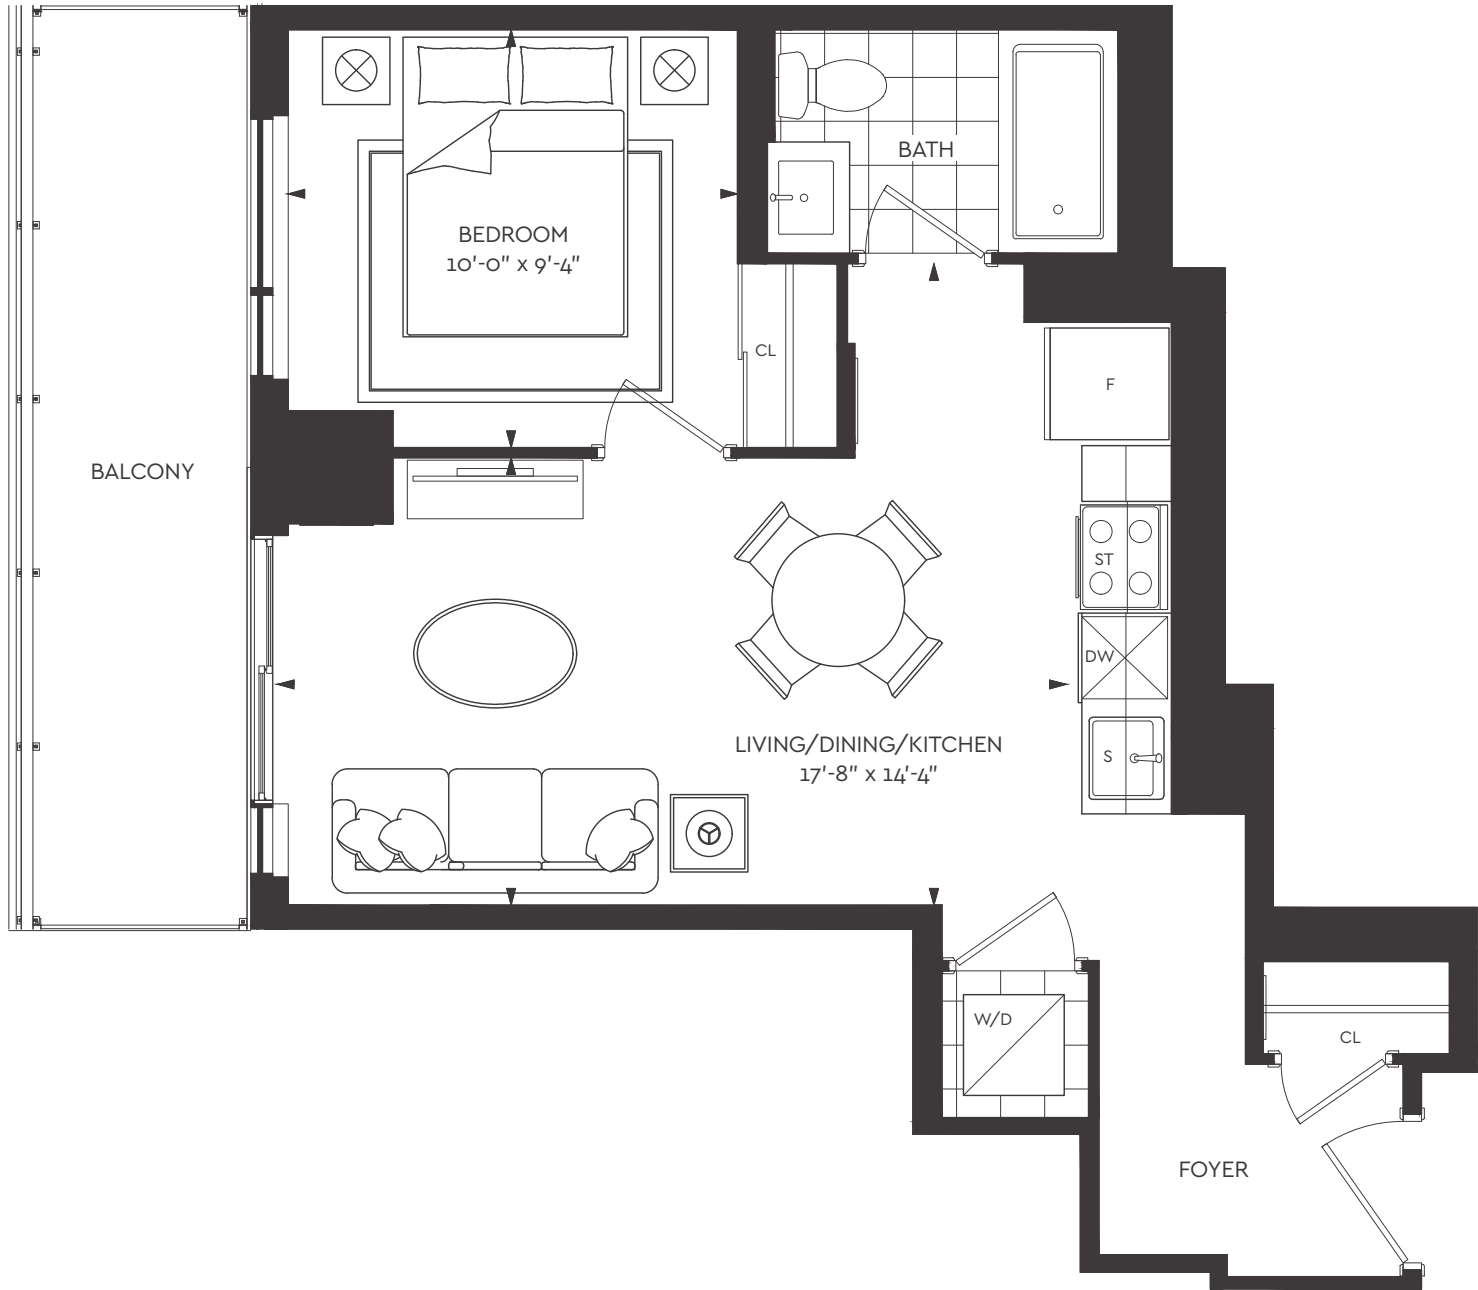 BATH
BEDROOM
10'-0" x 9'-4"
CL
F
BALCONY
ST
DW
LIVING/DINING/KITCHEN
17'-8" x 14'-4"
S
W/D
CL
FOYER